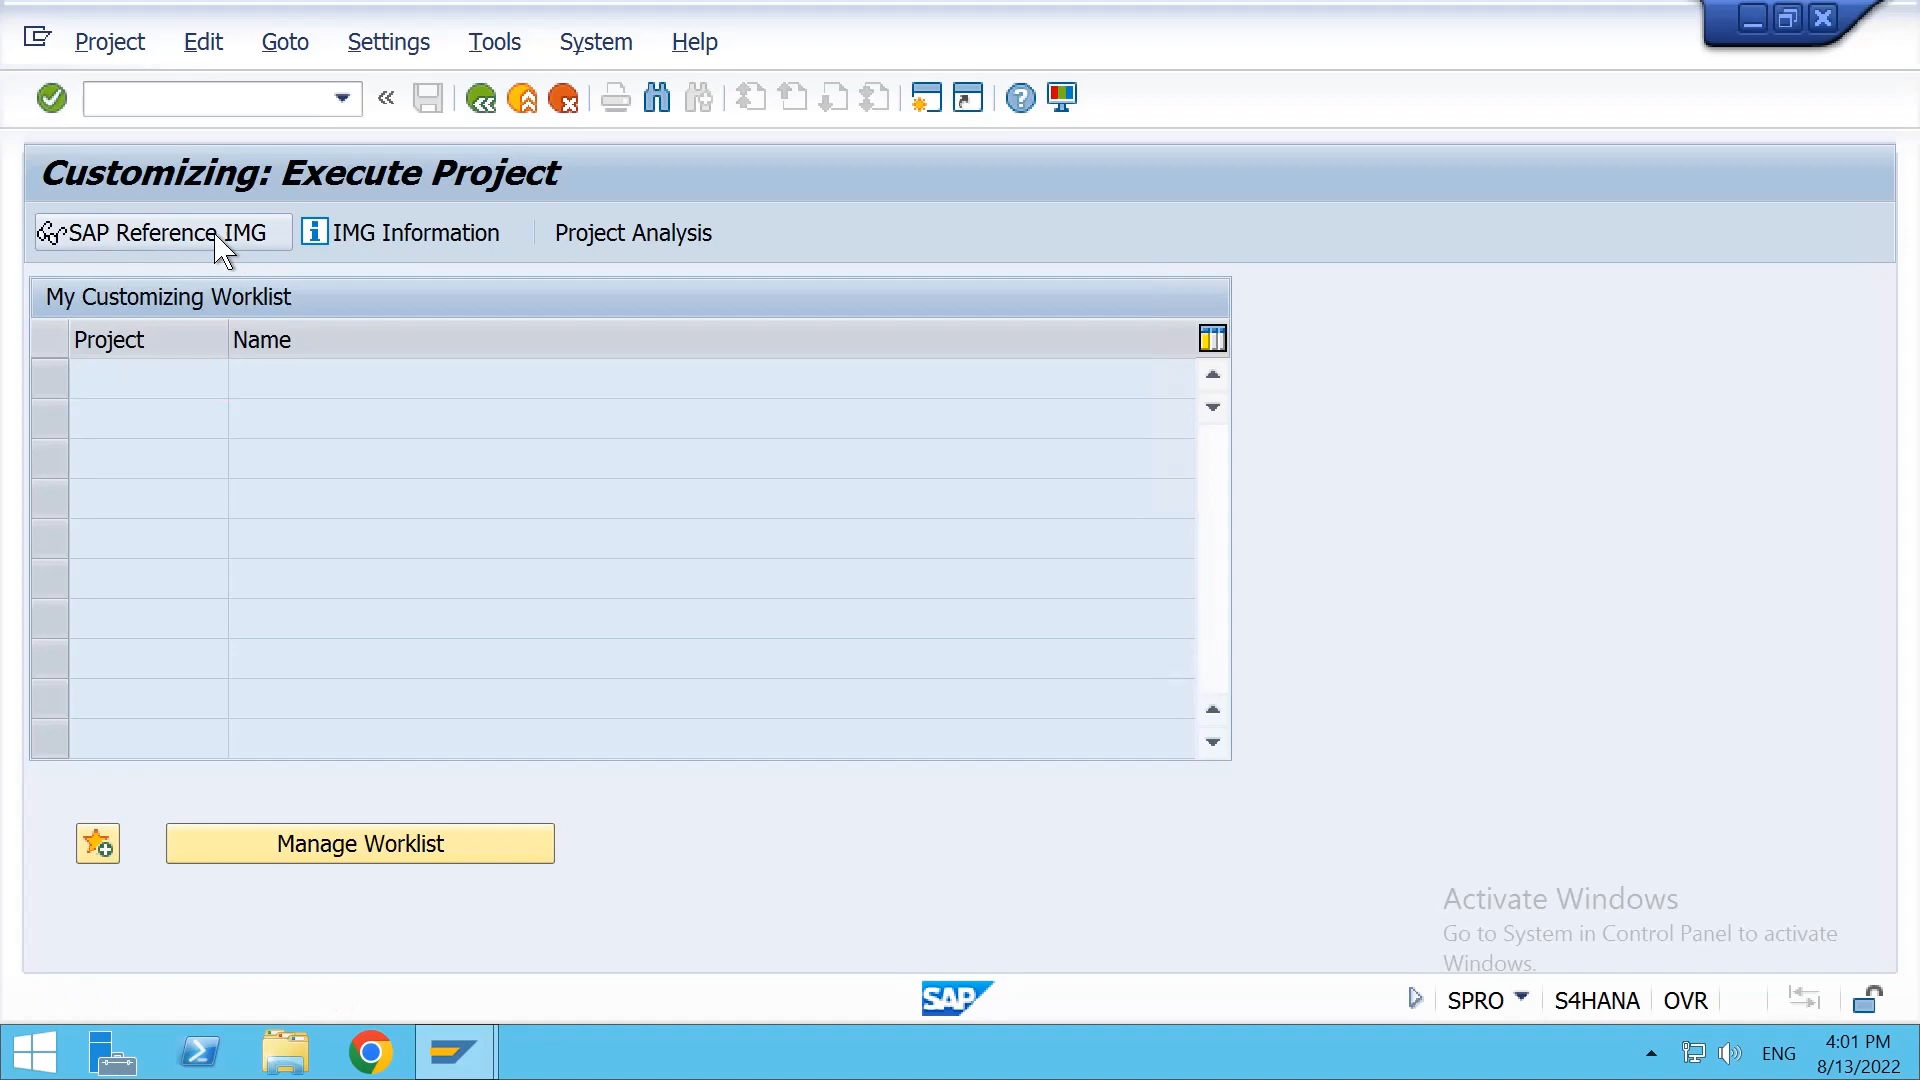 Project Edit Goto Settings Tools System Help
Customizing: Execute Project
SAP Reference IMG IMG Information Project Analysis
My Customizing Worklist
Project Name
Manage Worklist
Activate Windows
Go to System in Control Panel to activate
Windows.
SAP SPRO S4HANA OVR
ENG 4:01 PM
8/13/2022